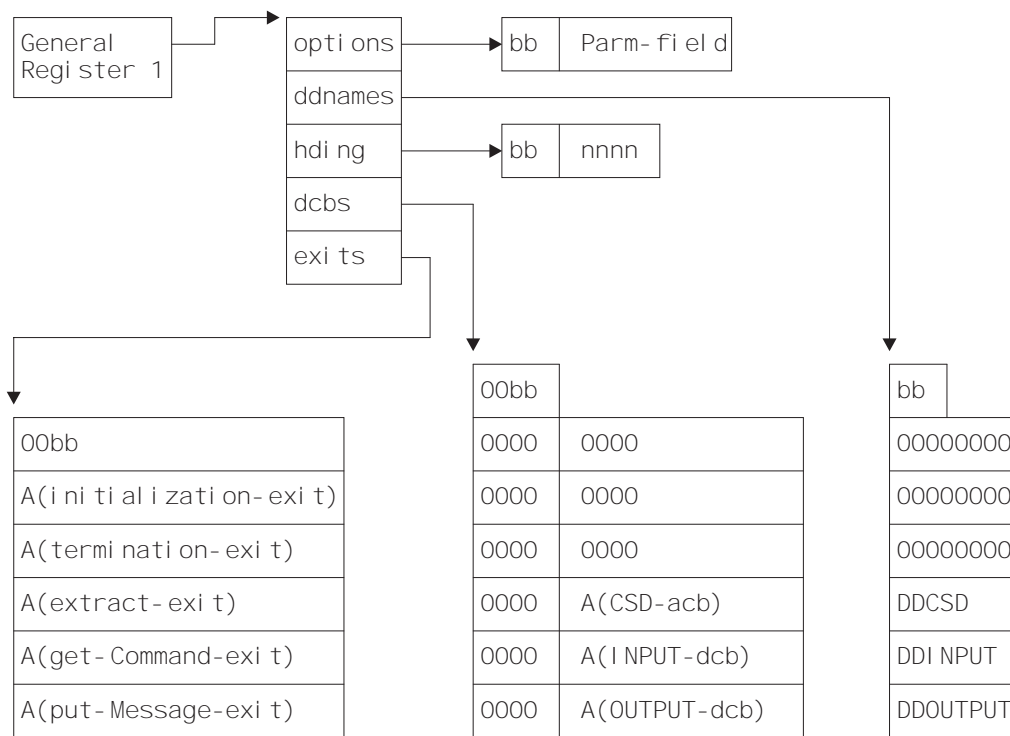 General
Register 1
options
bb Parm-field
ddnames
hding
bb nnnn
dcbs
exits
00bb
bb
00bb
0000 0000
00000000
A(initialization-exit)
0000 0000
00000000
A(termination-exit)
0000 0000
00000000
A(extract-exit)
0000 A(CSD-acb)
DDCSD
A(get-Command-exit)
0000 A(INPUT-dcb)
DDINPUT
A(put-Message-exit)
0000 A(OUTPUT-dcb)
DDOUTPUT